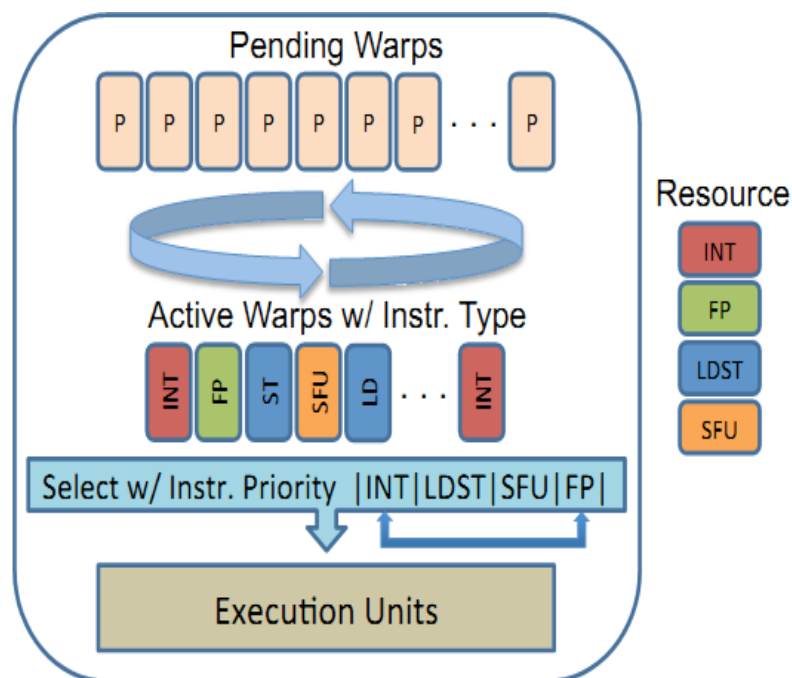 Pending Warps
P P P P P P P . . . P
Active Warps w/ Instr. Type
INT FP ST SFU LD . . . INT
Select w/ Instr. Priority |INT|LDST|SFU|FP|
Execution Units
Resource
INT
FP
LDST
SFU